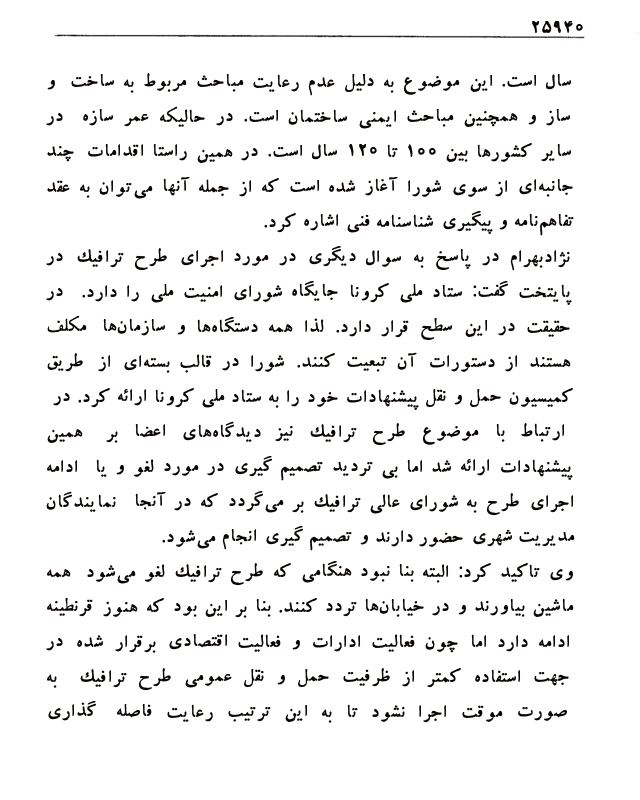 ۲۵۹۴۰
سال است. این موضوع به دلیل عدم رعایت مباحث مربوط به ساخت و
ساز و همچنین مباحث ایمنی ساختمان است. در حالیکه عمر سازه در
سایر کشورها بین ۱۰۰ تا ۱۲۰ سال است. در همین راستا اقدامات چند
جانبه‌ای از سوی شورا آغاز شده است که از جمله آنها می‌توان به عقد
تفاهم‌نامه و پیگیری شناسنامه فنی اشاره کرد.
نژادبهرام در پاسخ به سوال دیگری در مورد اجرای طرح ترافیك در
پایتخت گفت: ستاد ملی کرونا جایگاه شورای امنیت ملی را دارد. در
حقیقت در این سطح قرار دارد. لذا همه دستگاه‌ها و سازمان‌ها مکلف
هستند از دستورات آن تبعیت کنند. شورا در قالب بسته‌ای از طریق
کمیسیون حمل و نقل پیشنهادات خود را به ستاد ملی کرونا ارائه کرد. در
ارتباط با موضوع طرح ترافیك نیز دیدگاه‌های اعضا بر همین
پیشنهادات ارائه شد اما بی تردید تصمیم گیری در مورد لغو و یا ادامه
اجرای طرح به شورای عالی ترافیك بر می‌گردد که در آنجا نمایندگان
مدیریت شهری حضور دارند و تصمیم گیری انجام می‌شود.
وی تاکید کرد: البته بنا نبود هنگامی که طرح ترافیك لغو می‌شود همه
ماشین بیاورند و در خیابان‌ها تردد کنند. بنا بر این بود که هنوز قرنطینه
ادامه دارد اما چون فعالیت ادارات و فعالیت اقتصادی برقرار شده در
جهت استفاده کمتر از ظرفیت حمل و نقل عمومی طرح ترافیك به
صورت موقت اجرا نشود تا به این ترتیب رعایت فاصله گذاری